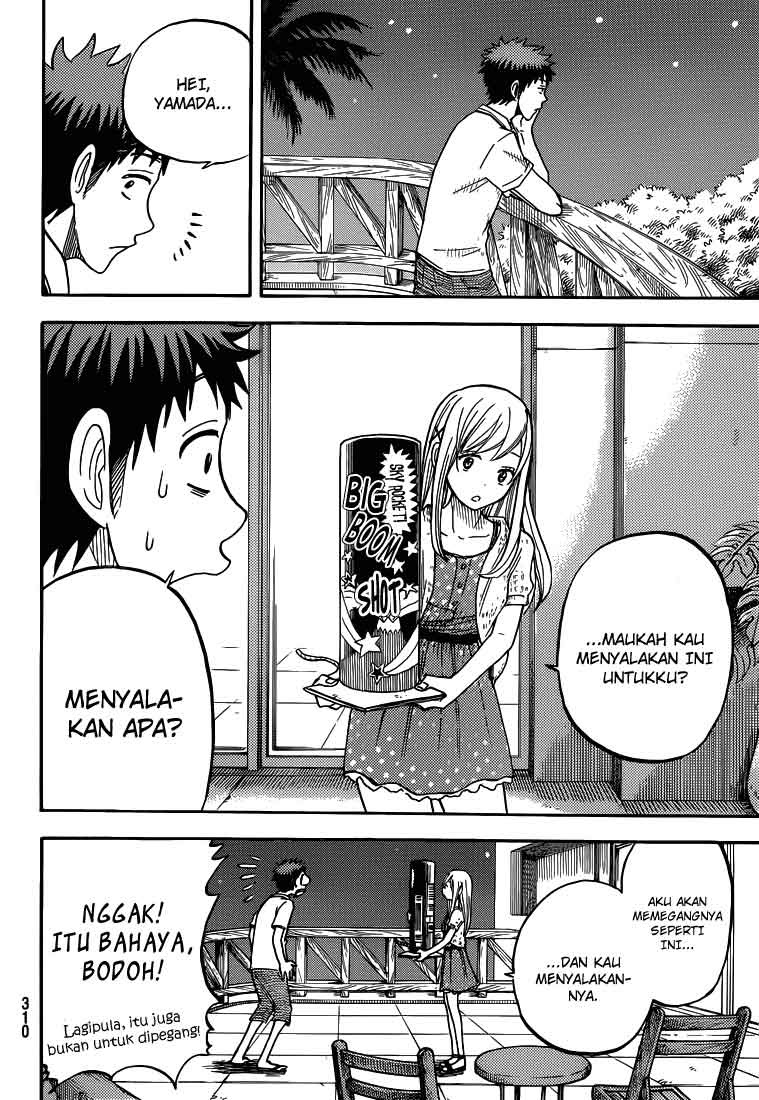 HEI,
YAMADA...
...MAUKAH KAU
MENYALAKAN INI
UNTUKKU?
SKY ROCKET!
BIG
BOOM
SHOT
MENYALA-
KAN APA?
AKU AKAN
MEMEGANGNYA
SEPERTI
INI...
...DAN KAU
MENYALAKAN-
NYA.
NGGAK!
ITU BAHAYA,
BODOH!
Lagipula, itu juga
bukan untuk dipegang!
310